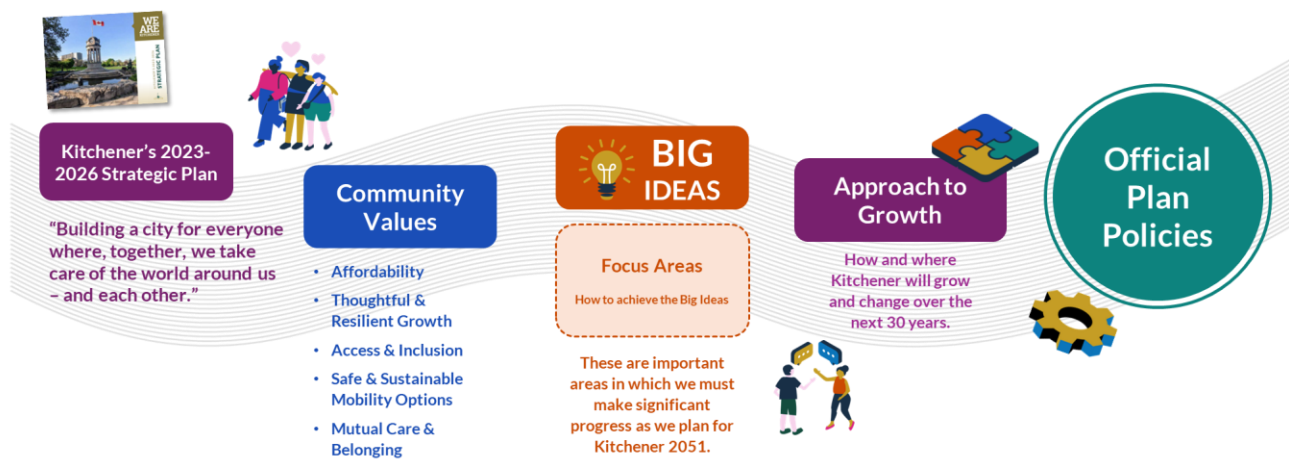 WE
ARE
STRATEGIC PLAN
Kitchener's 2023-
2026 Strategic Plan
“Building a city for everyone
where, together, we take
care of the world around us
– and each other.”
Community
Values
• Affordability
• Thoughtful &
Resilient Growth
• Access & Inclusion
• Safe & Sustainable
Mobility Options
• Mutual Care &
Belonging
BIG
IDEAS
Focus Areas
How to achieve the Big Ideas
These are important
areas in which we must
make significant
progress as we plan for
Kitchener 2051.
Approach to
Growth
How and where
Kitchener will grow
and change over the
next 30 years.
Official
Plan
Policies